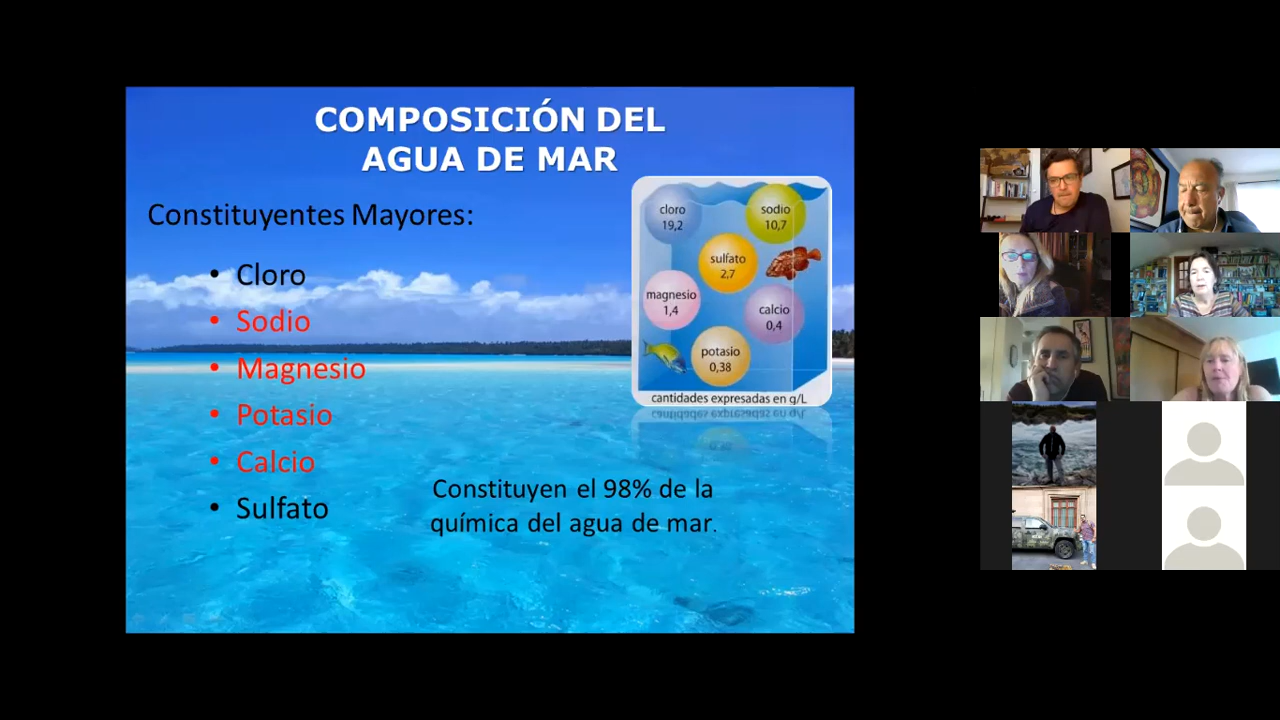 COMPOSICIÓN DEL
AGUA DE MAR
Constituyentes Mayores:
• Cloro
• Sodio
• Magnesio
• Potasio
• Calcio
• Sulfato
cloro
19,2
sodio
10,7
sulfato
2,7
magnesio
1,4
calcio
0,4
potasio
0,38
cantidades expresadas en g/L
Constituyen el 98% de la
química del agua de mar.